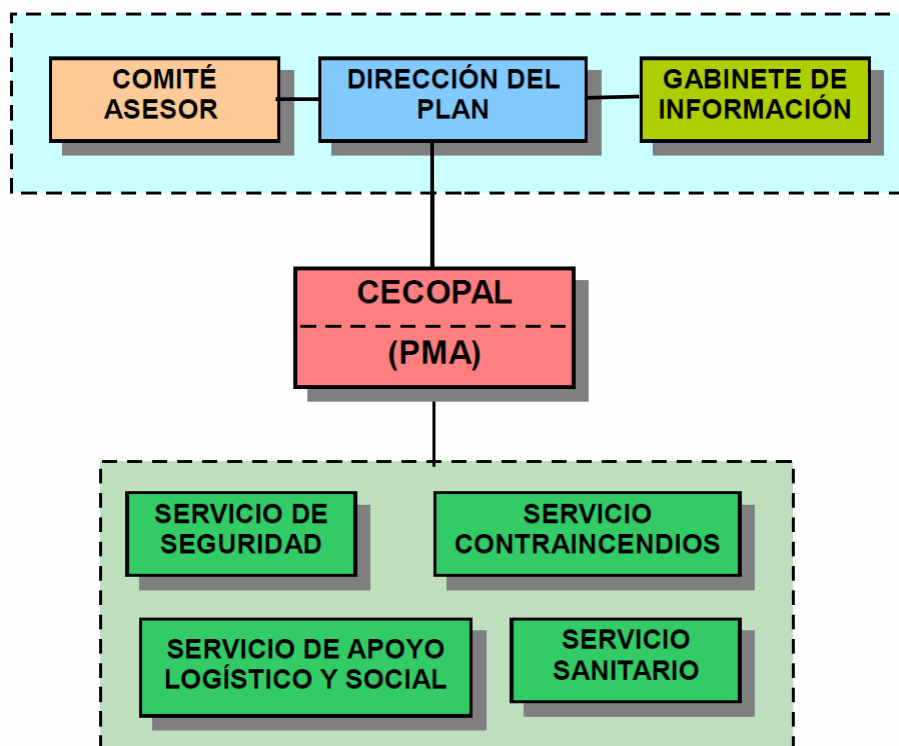 COMITÉ
ASESOR
DIRECCIÓN DEL
PLAN
GABINETE DE
INFORMACIÓN
CECOPAL
(PMA)
SERVICIO DE
SEGURIDAD
SERVICIO
CONTRAINCENDIOS
SERVICIO DE APOYO
LOGÍSTICO Y SOCIAL
SERVICIO
SANITARIO